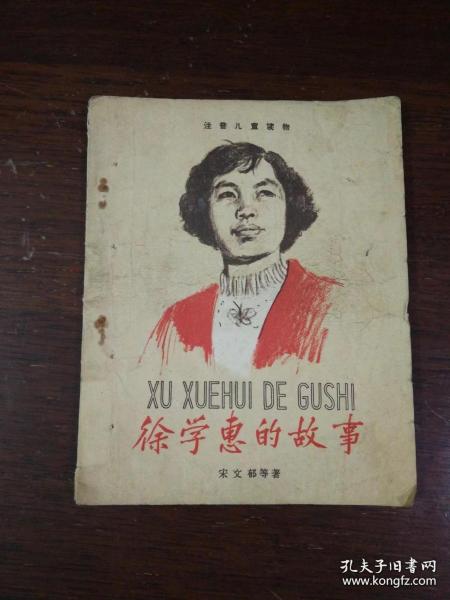 注音儿童读物
XU XUEHUI DE GUSHI
徐学惠的故事
宋文郁等著
孔夫子旧书网
www.kongfz.com